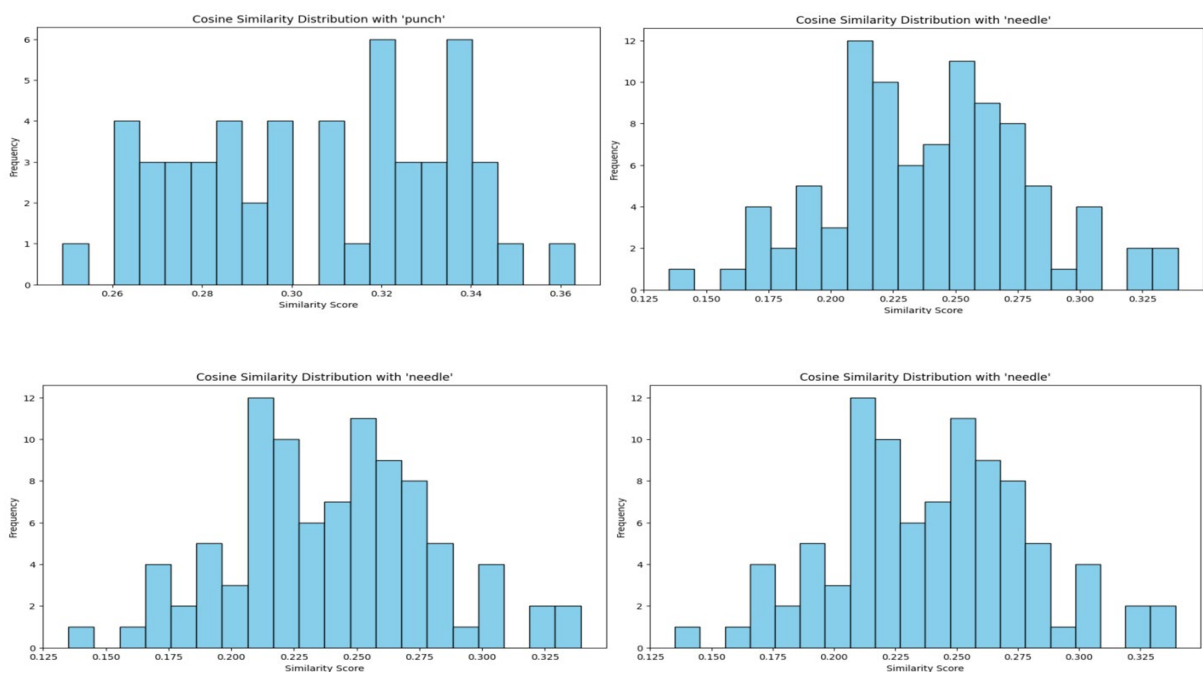 Cosine Similarity Distribution with 'punch'
Frequency
6
5
4
3
2
1
0
0.26 0.28 0.30 0.32 0.34 0.36
Similarity Score
Cosine Similarity Distribution with 'needle'
Frequency
12
10
8
6
4
2
0
0.125 0.150 0.175 0.200 0.225 0.250 0.275 0.300 0.325
Similarity Score
Cosine Similarity Distribution with 'needle'
Frequency
12
10
8
6
4
2
0
0.125 0.150 0.175 0.200 0.225 0.250 0.275 0.300 0.325
Similarity Score
Cosine Similarity Distribution with 'needle'
Frequency
12
10
8
6
4
2
0
0.125 0.150 0.175 0.200 0.225 0.250 0.275 0.300 0.325
Similarity Score